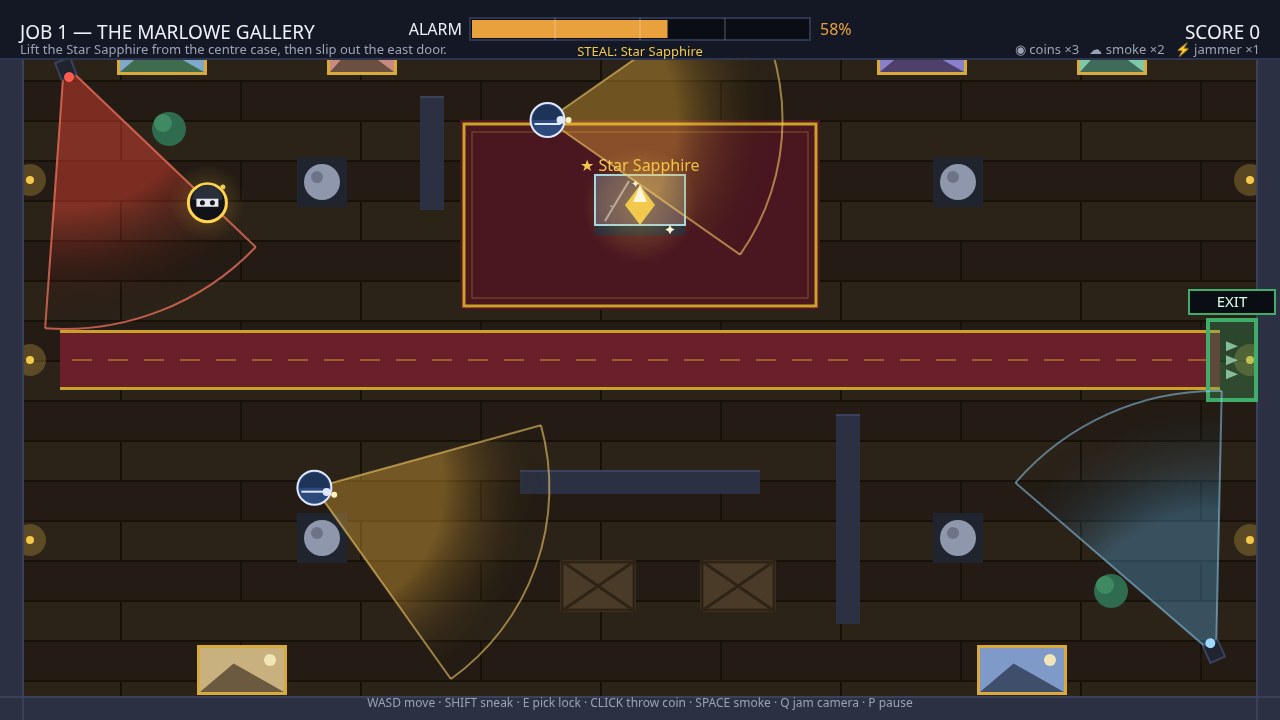 JOB 1 — THE MARLOWE GALLERY
ALARM
58%
SCORE 0
Lift the Star Sapphire from the centre case, then slip out the east door.
STEAL: Star Sapphire
◉ coins ×3 ☁ smoke ×2 ⚡ jammer ×1
★ Star Sapphire
EXIT
WASD move · SHIFT sneak · E pick lock · CLICK throw coin · SPACE smoke · Q jam camera · P pause